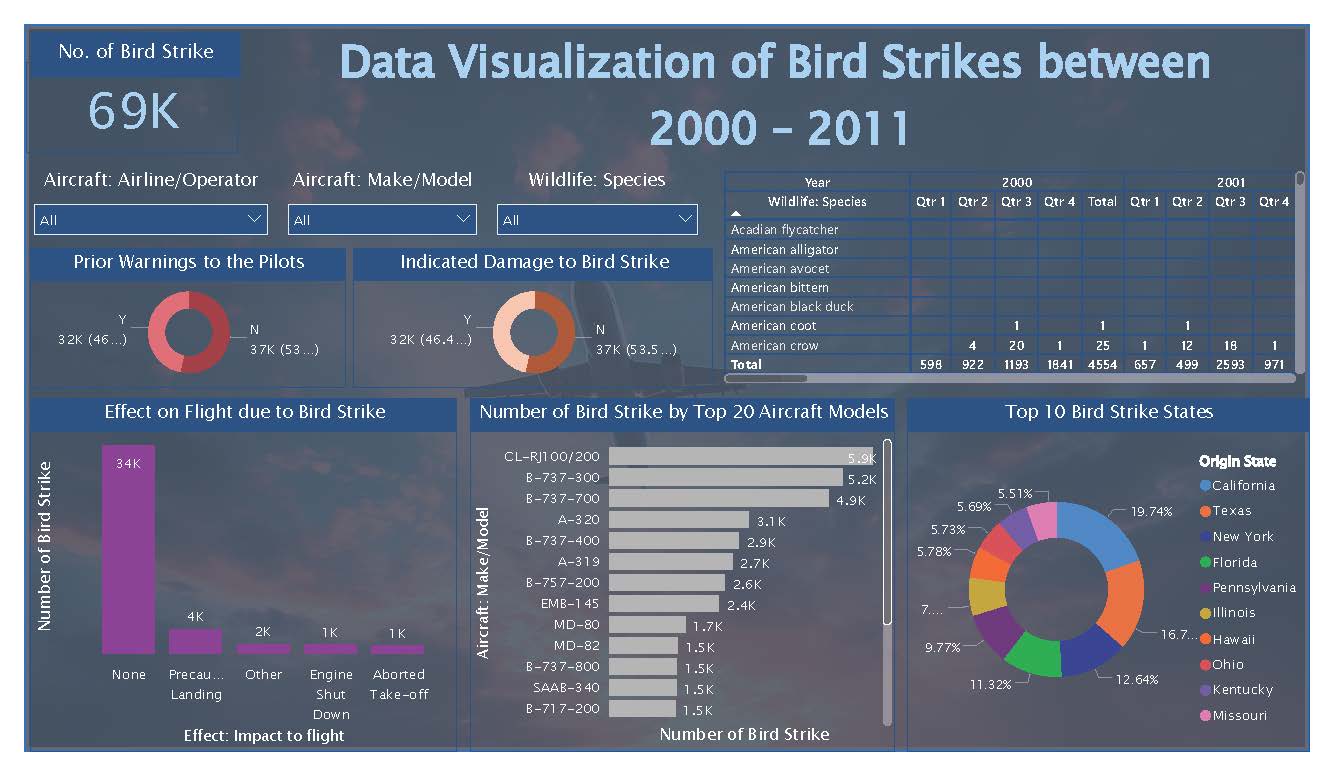 No. of Bird Strike
69K
Data Visualization of Bird Strikes between
2000 – 2011
Aircraft: Airline/Operator
All
Aircraft: Make/Model
All
Wildlife: Species
All
Year 2000 2001
Wildlife: Species Qtr 1 Qtr 2 Qtr 3 Qtr 4 Total Qtr 1 Qtr 2 Qtr 3 Qtr 4
Acadian flycatcher
American alligator
American avocet
American bittern
American black duck
American coot 1 1 1
American crow 4 20 1 25 1 12 18 1
Total 598 922 1193 1841 4554 657 499 2593 971
Prior Warnings to the Pilots
Y
32K (46...)
N
37K (53...)
Indicated Damage to Bird Strike
Y
32K (46.4...)
N
37K (53.5...)
Effect on Flight due to Bird Strike
Number of Bird Strike
34K
4K
2K
1K
1K
None
Precau...
Landing
Other
Engine
Shut
Down
Aborted
Take-off
Effect: Impact to flight
Number of Bird Strike by Top 20 Aircraft Models
Aircraft: Make/Model
CL-RJ100/200 5.9K
B-737-300 5.2K
B-737-700 4.9K
A-320 3.1K
B-737-400 2.9K
A-319 2.7K
B-757-200 2.6K
EMB-145 2.4K
MD-80 1.7K
MD-82 1.5K
B-737-800 1.5K
SAAB-340 1.5K
B-717-200 1.5K
Number of Bird Strike
Top 10 Bird Strike States
19.74%
16.7...
12.64%
11.32%
9.77%
7....
5.78%
5.73%
5.69%
5.51%
Origin State
California
Texas
New York
Florida
Pennsylvania
Illinois
Hawaii
Ohio
Kentucky
Missouri